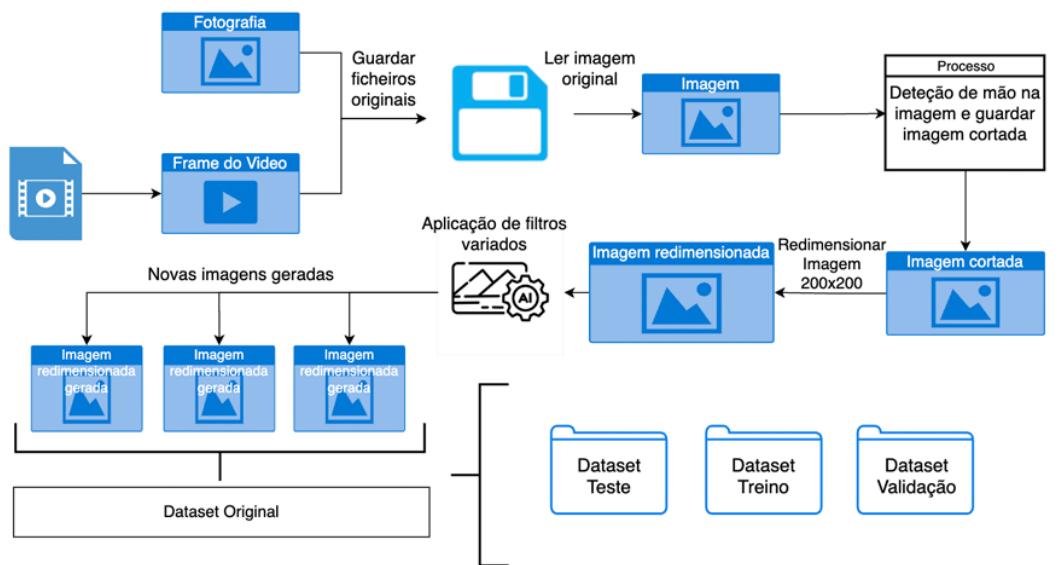 Fotografia
Guardar
ficheiros
originais
Ler imagem
original
Imagem
Processo
Deteção de mão na
imagem e guardar
imagem cortada
Frame do Video
Aplicação de filtros
variados
Imagem redimensionada
Redimensionar
Imagem
200x200
Imagem cortada
Novas imagens geradas
AI
Imagem
redimensionada
gerada
Imagem
redimensionada
gerada
Imagem
redimensionada
gerada
Dataset Original
Dataset
Teste
Dataset
Treino
Dataset
Validação